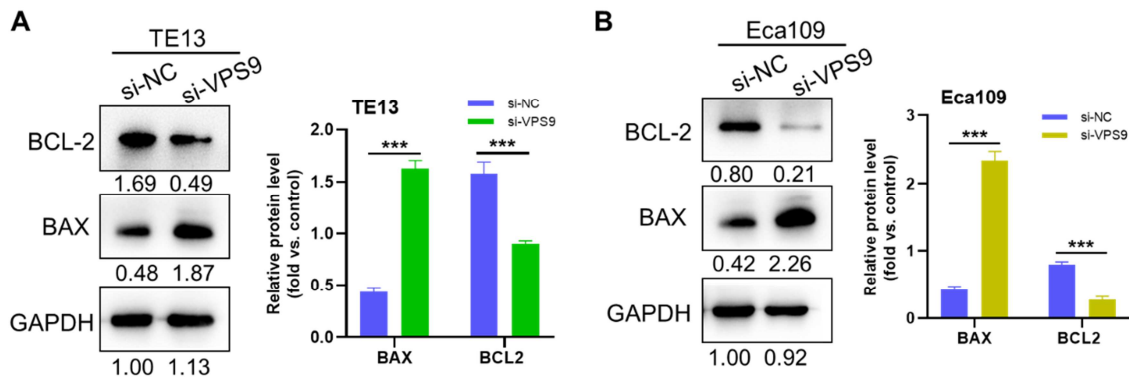 A
TE13
si-NC si-VPS9
BCL-2
1.69 0.49
BAX
0.48 1.87
GAPDH
1.00 1.13
TE13
si-NC
si-VPS9
Relative protein level
(fold vs. control)
2.0
1.5
1.0
0.5
0.0
***
***
BAX BCL2
B
Eca109
si-NC si-VPS9
BCL-2
0.80 0.21
BAX
0.42 2.26
GAPDH
1.00 0.92
Eca109
si-NC
si-VPS9
Relative protein level
(fold vs. control)
3
2
1
0
***
***
BAX BCL2